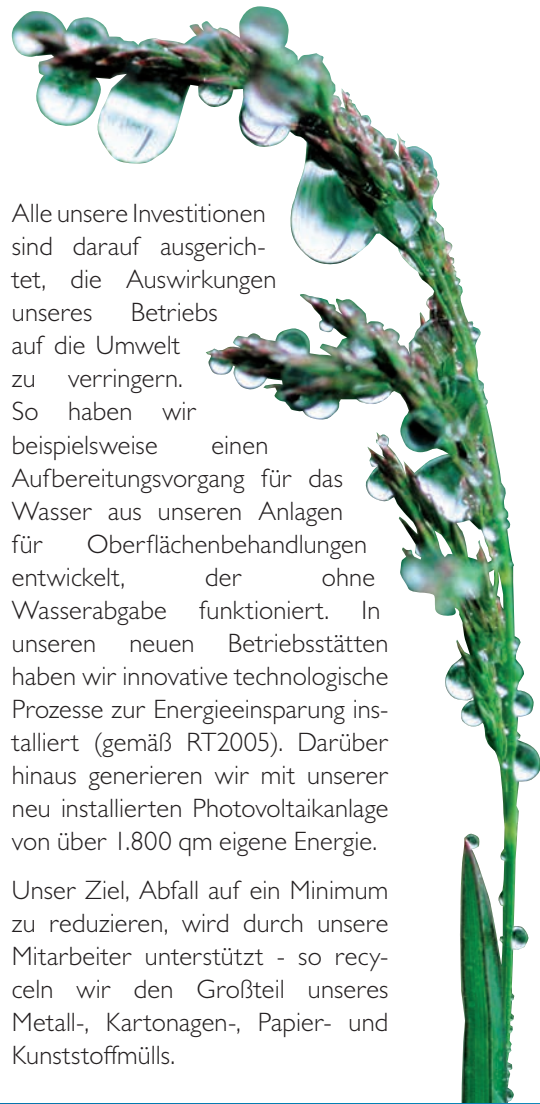 Alle unsere Investitionen
sind darauf ausgerich-
tet, die Auswirkungen
unseres Betriebs
auf die Umwelt
zu verringern.
So haben wir
beispielsweise einen
Aufbereitungsvorgang für das
Wasser aus unseren Anlagen
für Oberflächenbehandlungen
entwickelt, der ohne
Wasserabgabe funktioniert. In
unseren neuen Betriebsstätten
haben wir innovative technologische
Prozesse zur Energieeinsparung ins-
talliert (gemäß RT2005). Darüber
hinaus generieren wir mit unserer
neu installierten Photovoltaikanlage
von über 1.800 qm eigene Energie.

Unser Ziel, Abfall auf ein Minimum
zu reduzieren, wird durch unsere
Mitarbeiter unterstützt - so recy-
celn wir den Großteil unseres
Metall-, Kartonagen-, Papier- und
Kunststoffmülls.